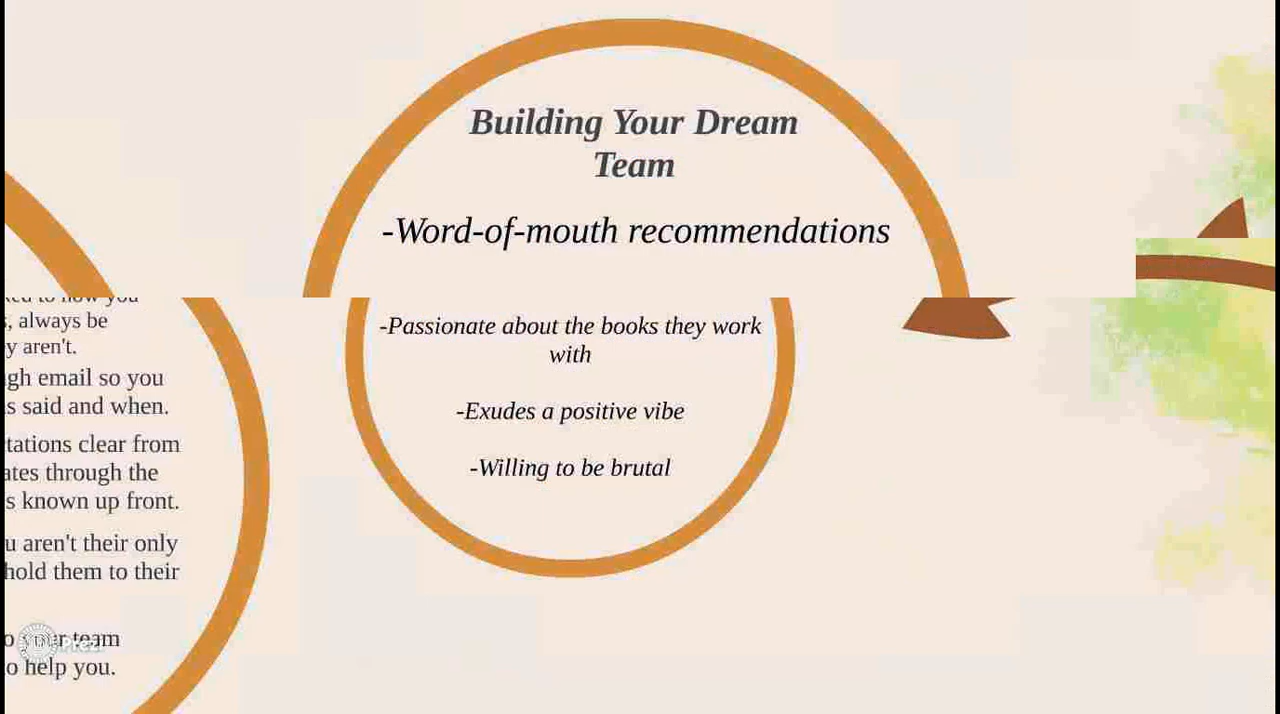 Building Your Dream
Team
-Word-of-mouth recommendations
-Passionate about the books they work
with
-Exudes a positive vibe
-Willing to be brutal
you
, always be
y aren't.
gh email so you
s said and when.
tations clear from
ates through the
s known up front.
u aren't their only
hold them to their
o your team
o help you.
Prezi